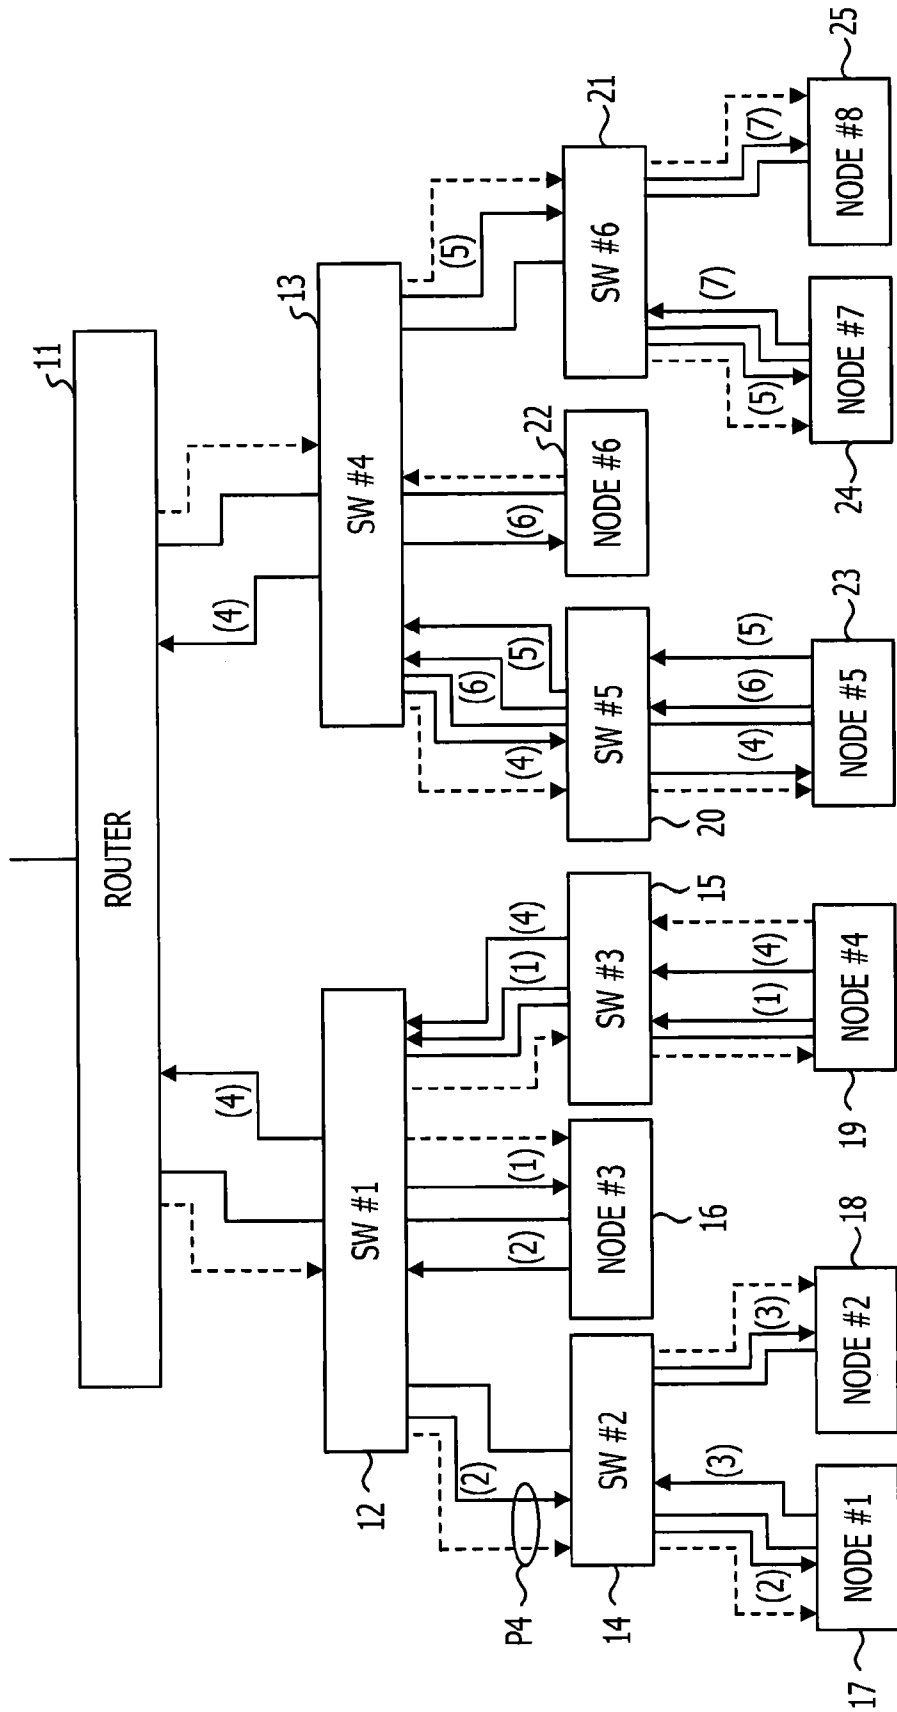 11
ROUTER
(4)
(4)
12
SW #1
13
SW #4
P4
(2)
(2)
(1)
(1)
(4)
(4)
(6)
(5)
(6)
(5)
14
SW #2
16
NODE #3
15
SW #3
20
SW #5
22
NODE #6
21
SW #6
(2)
(3)
(3)
(1)
(4)
(4)
(6)
(5)
(5)
(7)
(7)
17
NODE #1
18
NODE #2
19
NODE #4
23
NODE #5
24
NODE #7
25
NODE #8